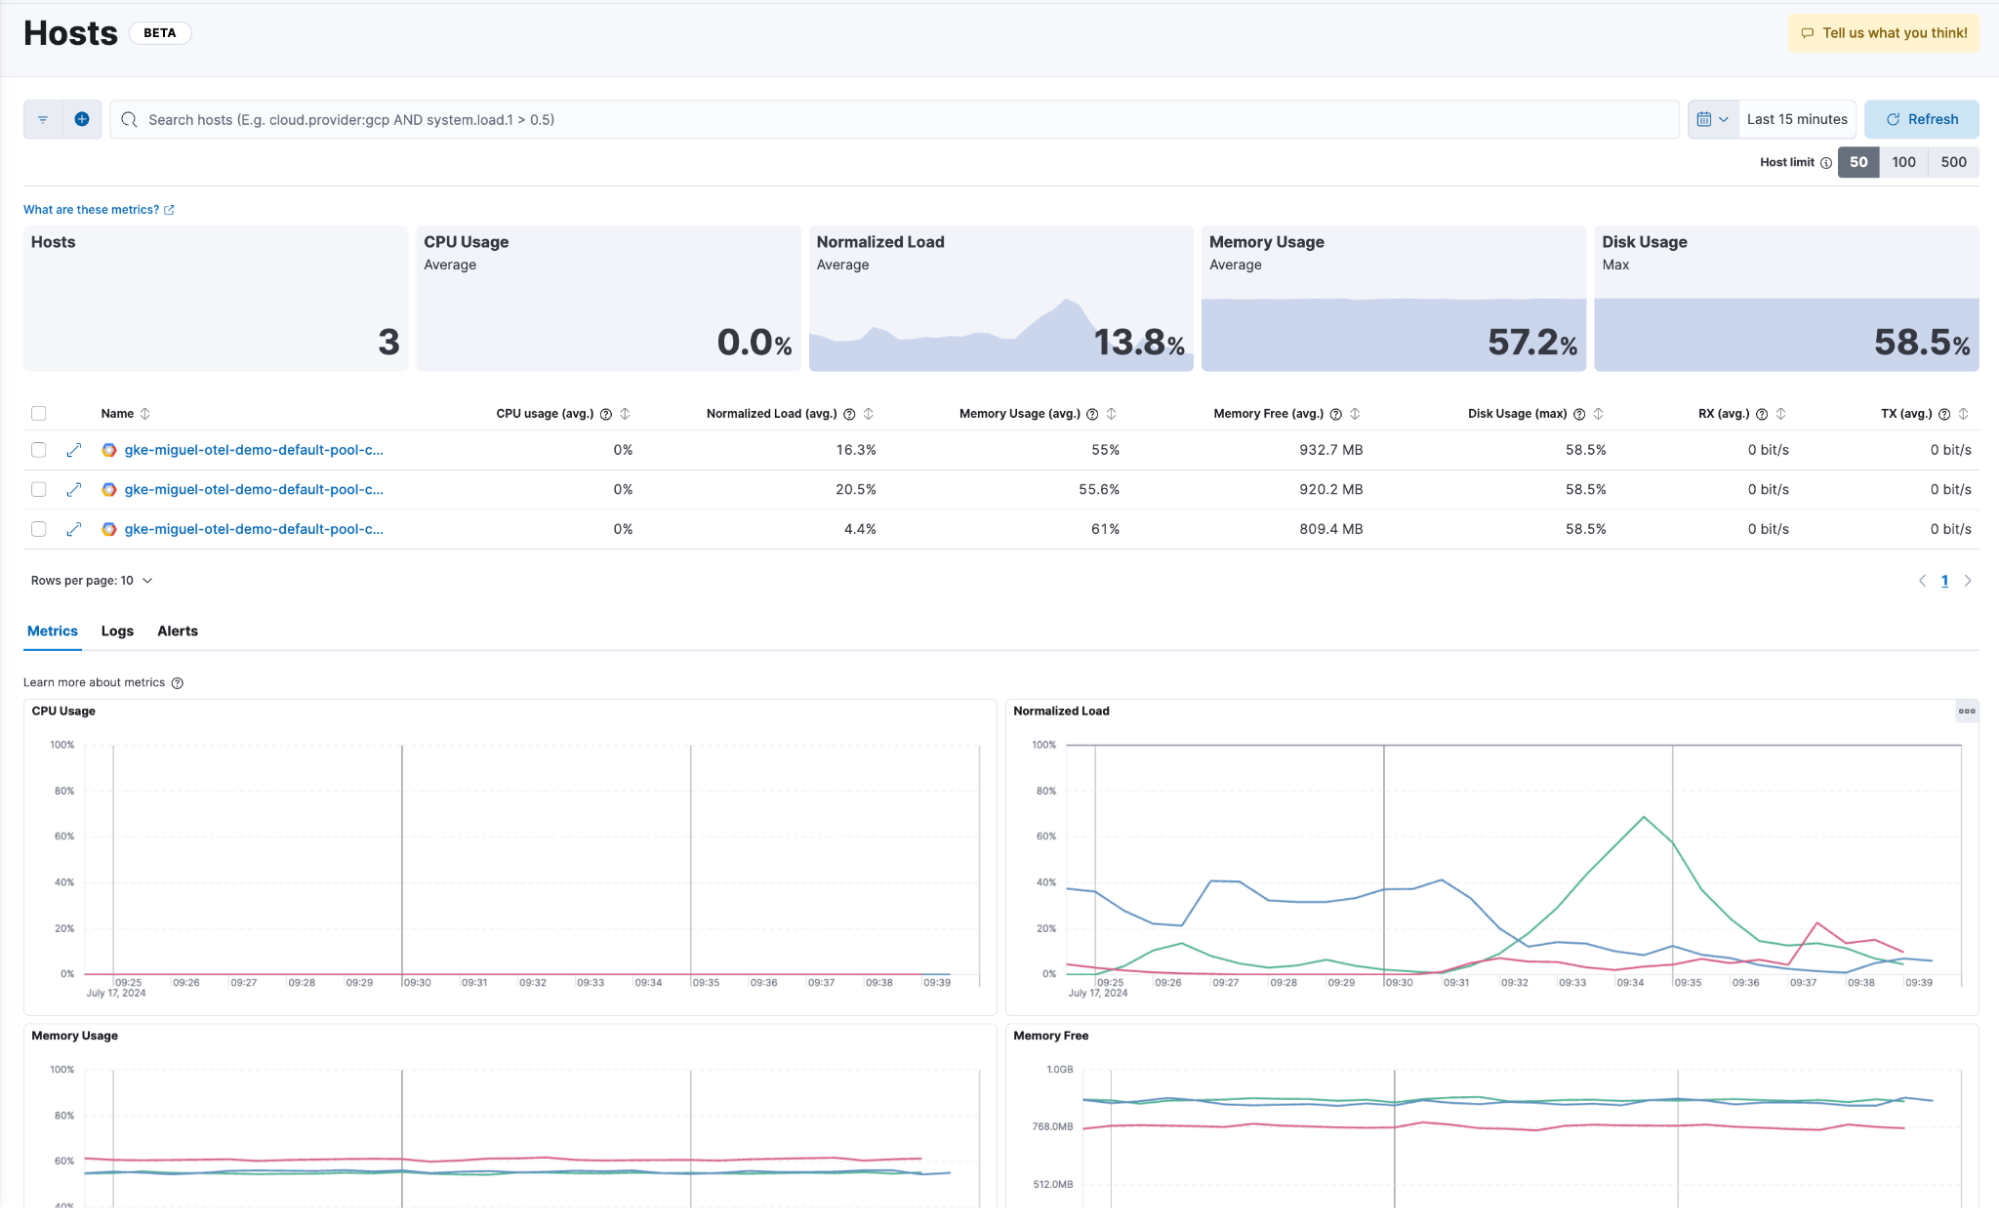 Hosts BETA
Tell us what you think!
Search hosts (E.g. cloud.provider:gcp AND system.load.1 > 0.5)
Last 15 minutes
Refresh
Host limit 50 100 500
What are these metrics?
Hosts
3
CPU Usage
Average
0.0%
Normalized Load
Average
13.8%
Memory Usage
Average
57.2%
Disk Usage
Max
58.5%
Name CPU usage (avg.) Normalized Load (avg.) Memory Usage (avg.) Memory Free (avg.) Disk Usage (max) RX (avg.) TX (avg.)
gke-miguel-otel-demo-default-pool-c... 0% 16.3% 55% 932.7 MB 58.5% 0 bit/s 0 bit/s
gke-miguel-otel-demo-default-pool-c... 0% 20.5% 55.6% 920.2 MB 58.5% 0 bit/s 0 bit/s
gke-miguel-otel-demo-default-pool-c... 0% 4.4% 61% 809.4 MB 58.5% 0 bit/s 0 bit/s
Rows per page: 10
1
Metrics Logs Alerts
Learn more about metrics
CPU Usage
100%
80%
60%
40%
20%
0%
09:25 09:26 09:27 09:28 09:29 09:30 09:31 09:32 09:33 09:34 09:35 09:36 09:37 09:38 09:39
July 17, 2024
Normalized Load
100%
80%
60%
40%
20%
0%
09:25 09:26 09:27 09:28 09:29 09:30 09:31 09:32 09:33 09:34 09:35 09:36 09:37 09:38 09:39
July 17, 2024
Memory Usage
100%
80%
60%
40%
Memory Free
1.0GB
768.0MB
512.0MB